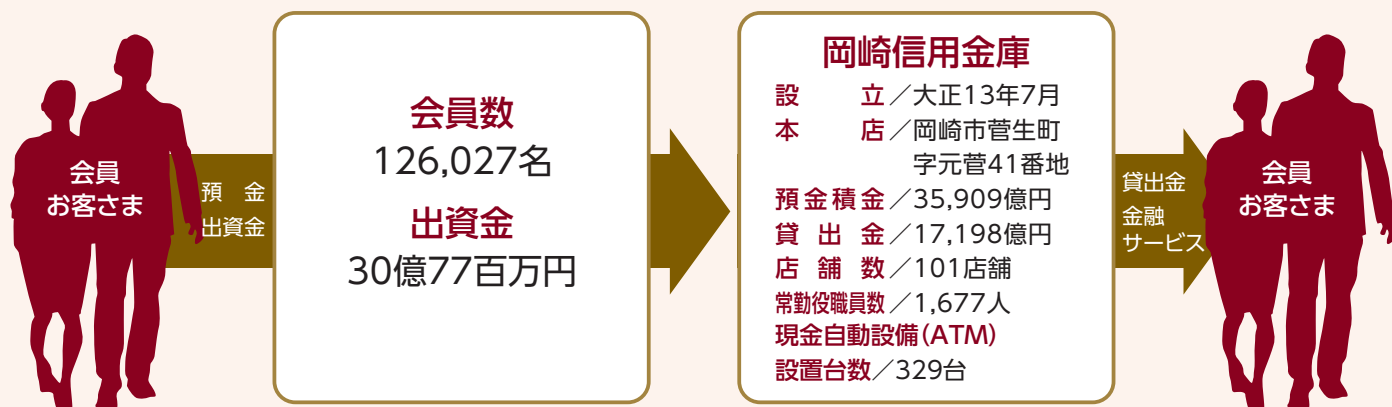 会員
お客さま
預 金
出資金
会員数
126,027名
出資金
30億77百万円
岡崎信用金庫
設 立／大正13年7月
本 店／岡崎市菅生町
字元菅41番地
預金積金／35,909億円
貸 出 金／17,198億円
店 舗 数／101店舗
常勤役職員数／1,677人
現金自動設備(ATM)
設置台数／329台
貸出金
金融
サービス
会員
お客さま